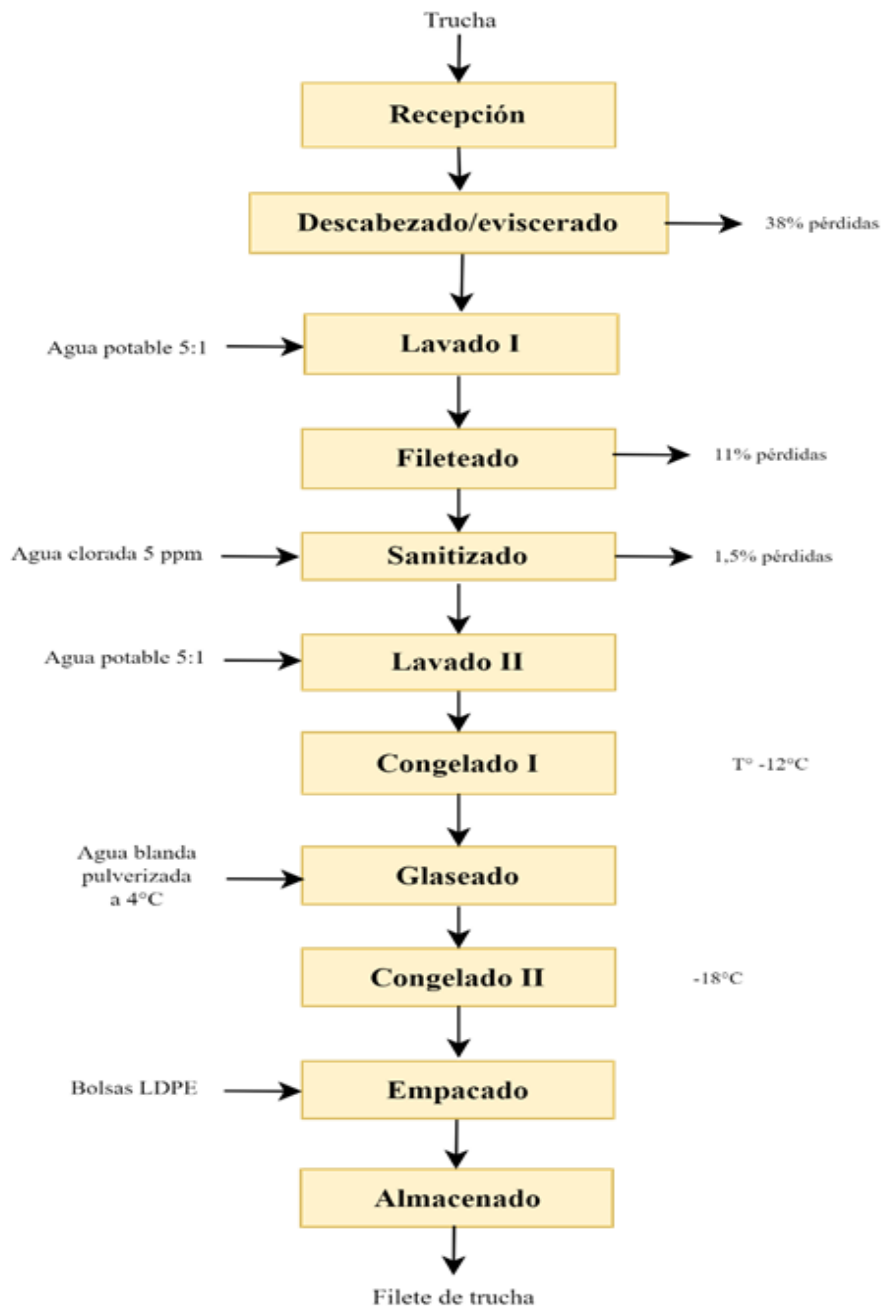 Trucha
Recepción
Descabezado/eviscerado
38% pérdidas
Agua potable 5:1
Lavado I
Fileteado
11% pérdidas
Agua clorada 5 ppm
Sanitizado
1,5% pérdidas
Agua potable 5:1
Lavado II
Congelado I
T° -12°C
Agua blanda
pulverizada
a 4°C
Glaseado
Congelado II
-18°C
Bolsas LDPE
Empacado
Almacenado
Filete de trucha